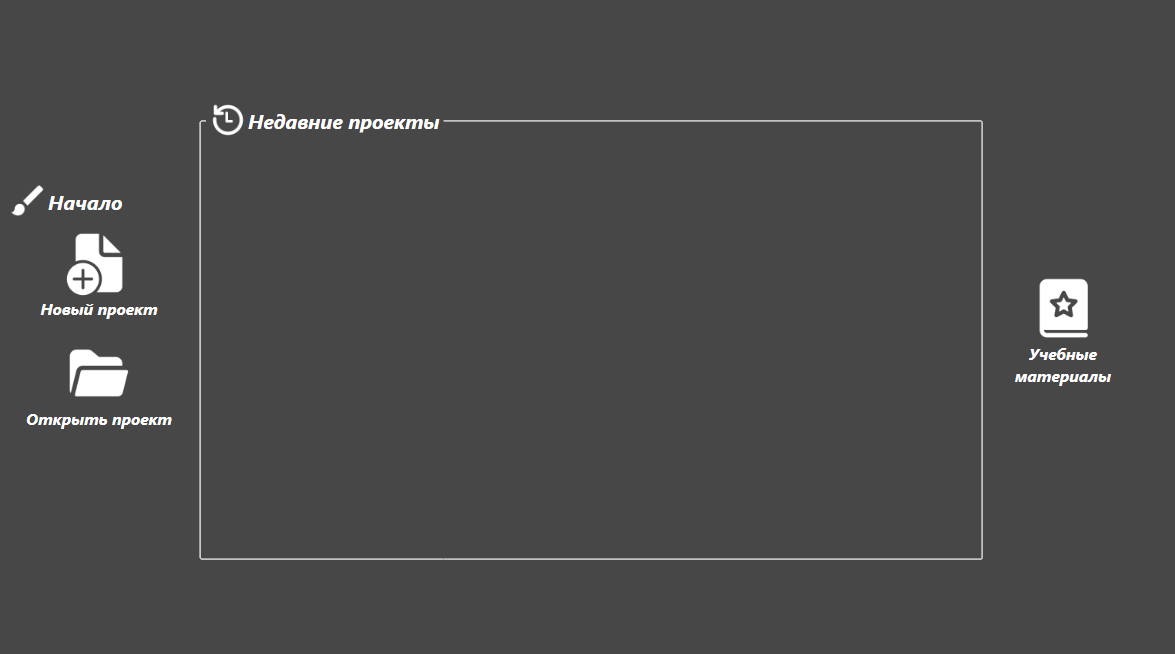 Недавние проекты
Начало
Новый проект
Открыть проект
Учебные
материалы